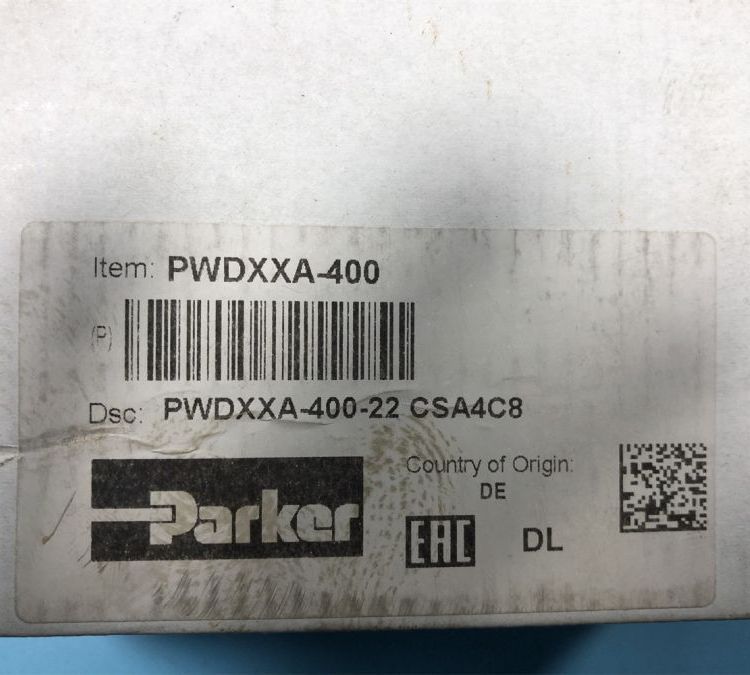 Item: PWDXXA-400
(P)
Dsc: PWDXXA-400-22 CSA4C8
Parker
Country of Origin:
DE
EAC
DL